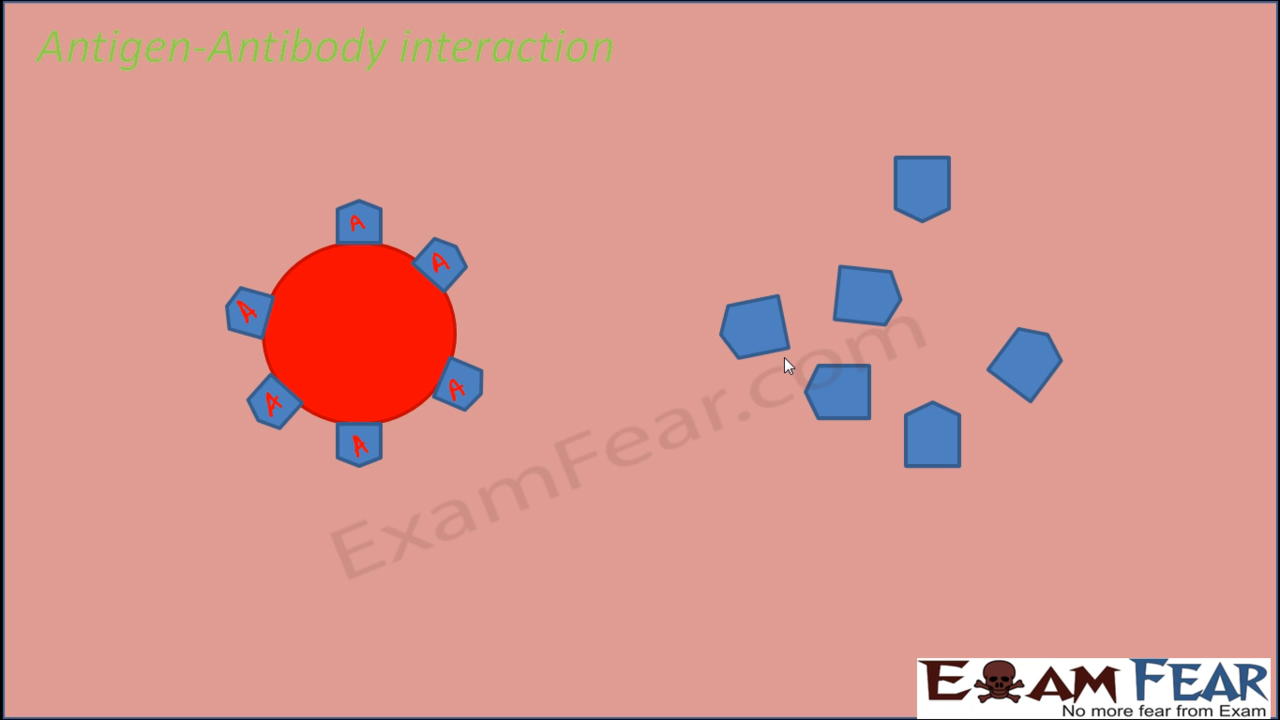 Antigen-Antibody interaction
A
A
A
A
A
A
ExamFear.com
EXAM FEAR
No more fear from Exam